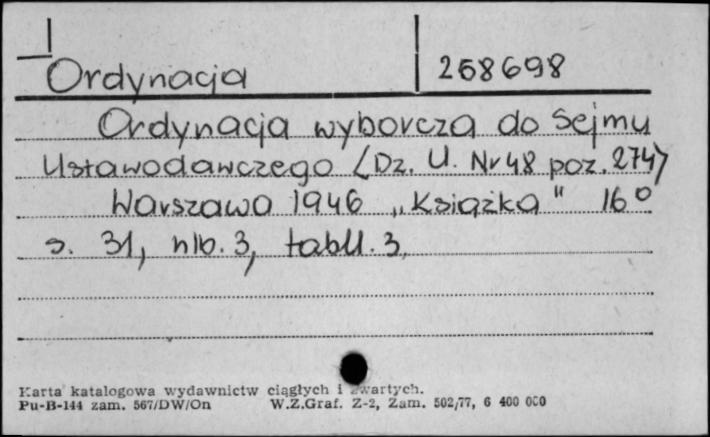 Ordynacja 268698
Ordynacja wyborcza do Sejmu
Ustawodawczego (Dz. U. Nr 48 poz. 274)
Warszawa 1946 „Książka" 16°
s. 31, nlb. 3, tabl. 3.
Karta katalogowa wydawnictw ciągłych i zwartych.
Pu-B-144 zam. 567/DW/On W.Z.Graf. Z-2, Zam. 502/77, 6 400 000